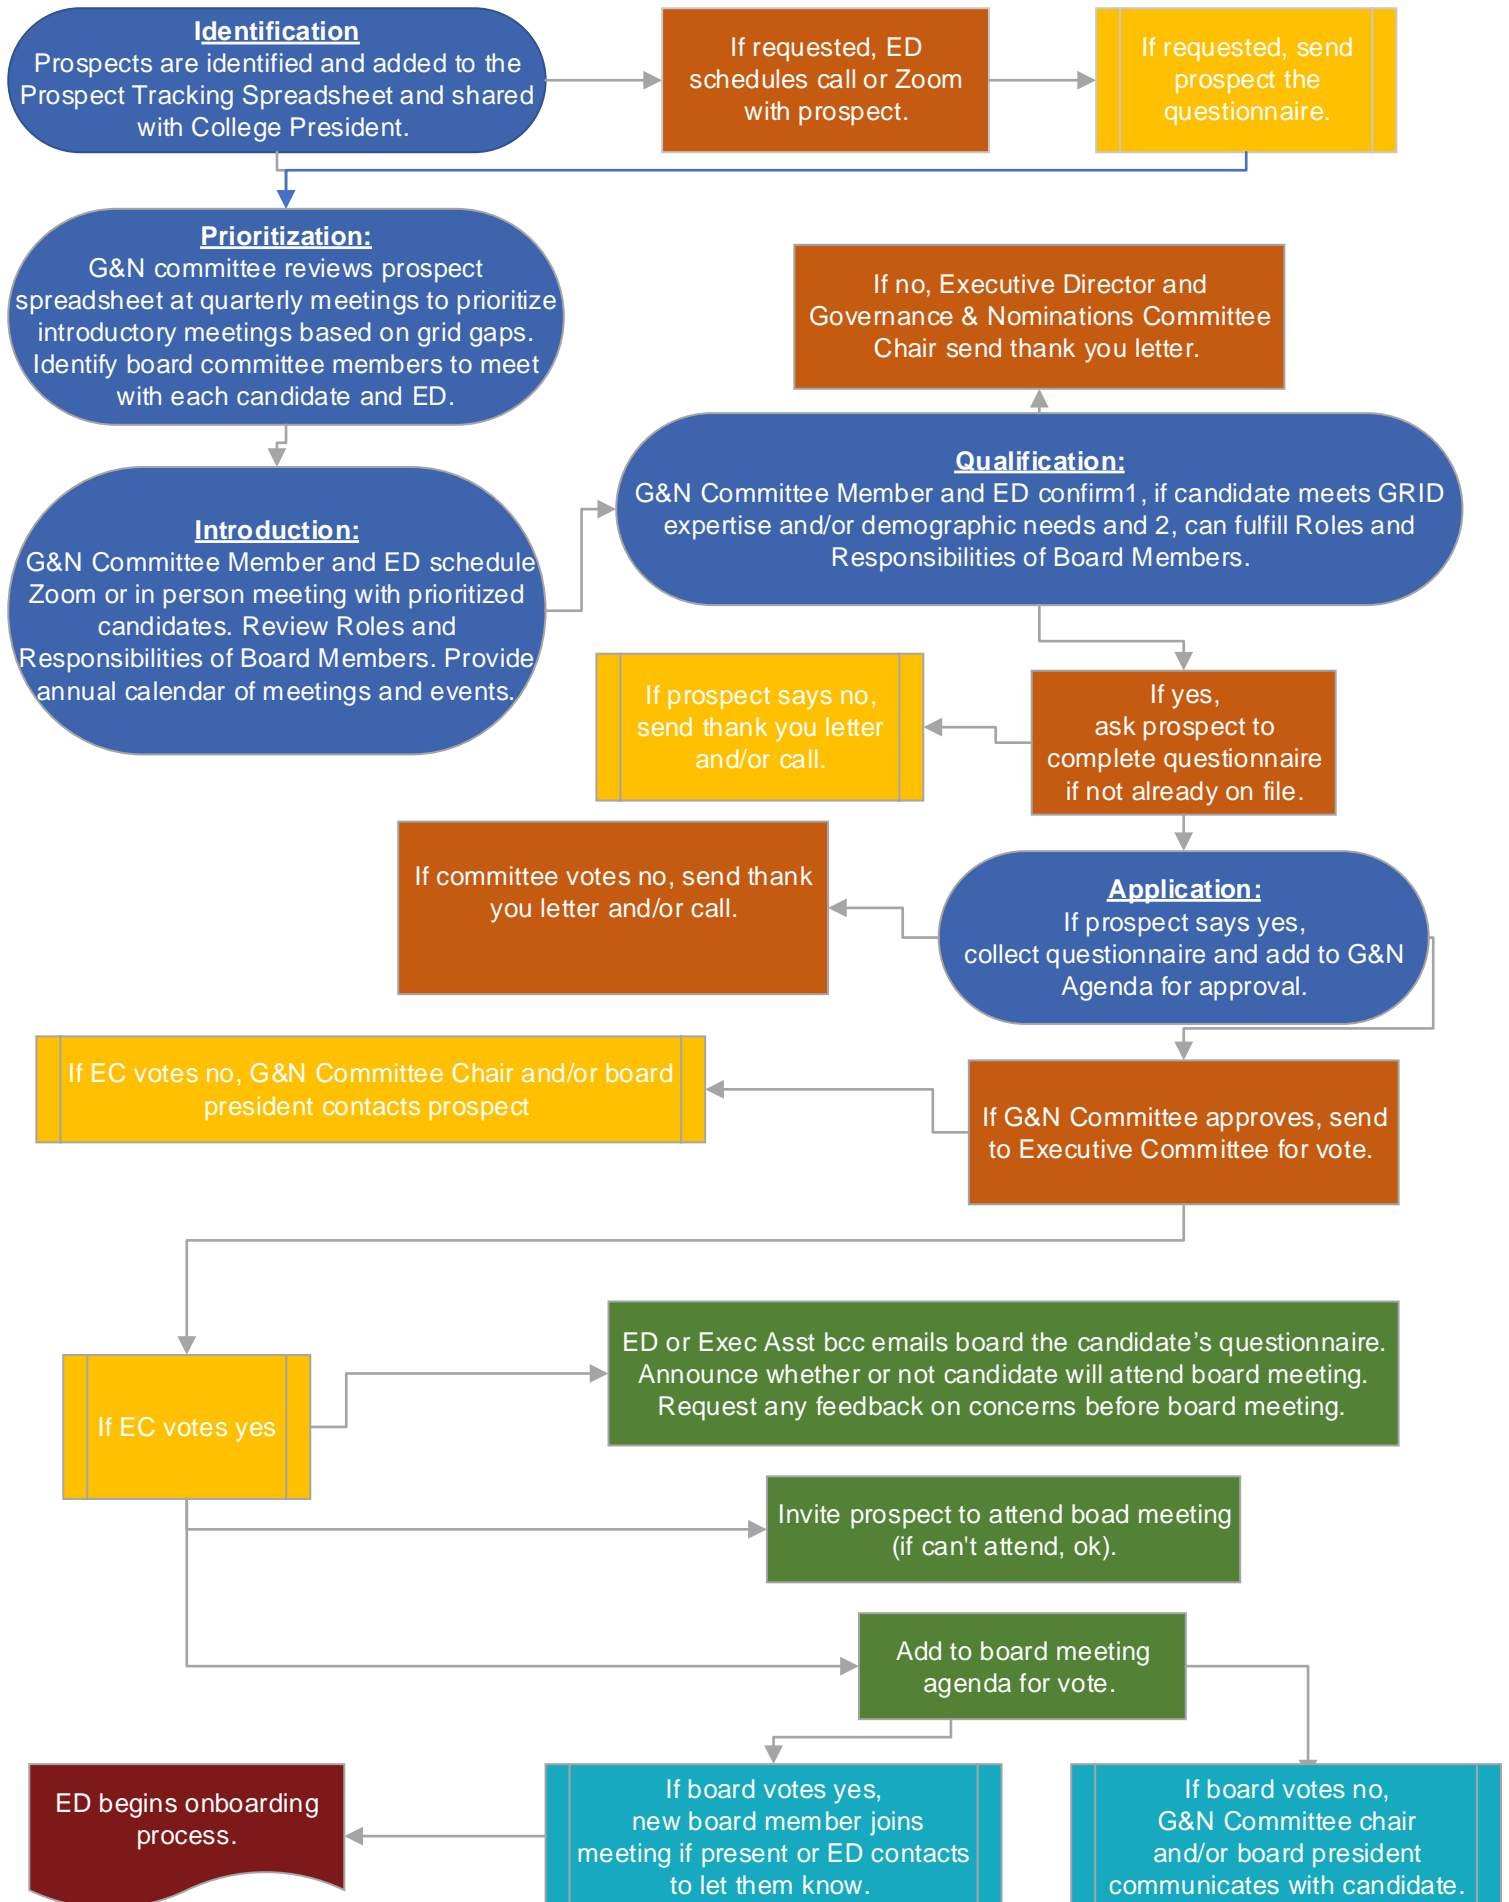 Identification
Prospects are identified and added to the
Prospect Tracking Spreadsheet and shared
with College President.
If requested, ED
schedules call or Zoom
with prospect.
If requested, send
prospect the
questionnaire.
Prioritization:
G&N committee reviews prospect
spreadsheet at quarterly meetings to prioritize
introductory meetings based on grid gaps.
Identify board committee members to meet
with each candidate and ED.
If no, Executive Director and
Governance & Nominations Committee
Chair send thank you letter.
Introduction:
G&N Committee Member and ED schedule
Zoom or in person meeting with prioritized
candidates. Review Roles and
Responsibilities of Board Members. Provide
annual calendar of meetings and events.
Qualification:
G&N Committee Member and ED confirm1, if candidate meets GRID
expertise and/or demographic needs and 2, can fulfill Roles and
Responsibilities of Board Members.
If prospect says no,
send thank you letter
and/or call.
If yes,
ask prospect to
complete questionnaire
if not already on file.
If committee votes no, send thank
you letter and/or call.
Application:
If prospect says yes,
collect questionnaire and add to G&N
Agenda for approval.
If EC votes no, G&N Committee Chair and/or board
president contacts prospect
If G&N Committee approves, send
to Executive Committee for vote.
If EC votes yes
ED or Exec Asst bcc emails board the candidate’s questionnaire.
Announce whether or not candidate will attend board meeting.
Request any feedback on concerns before board meeting.
Invite prospect to attend boad meeting
(if can't attend, ok).
Add to board meeting
agenda for vote.
ED begins onboarding
process.
If board votes yes,
new board member joins
meeting if present or ED contacts
to let them know.
If board votes no,
G&N Committee chair
and/or board president
communicates with candidate.